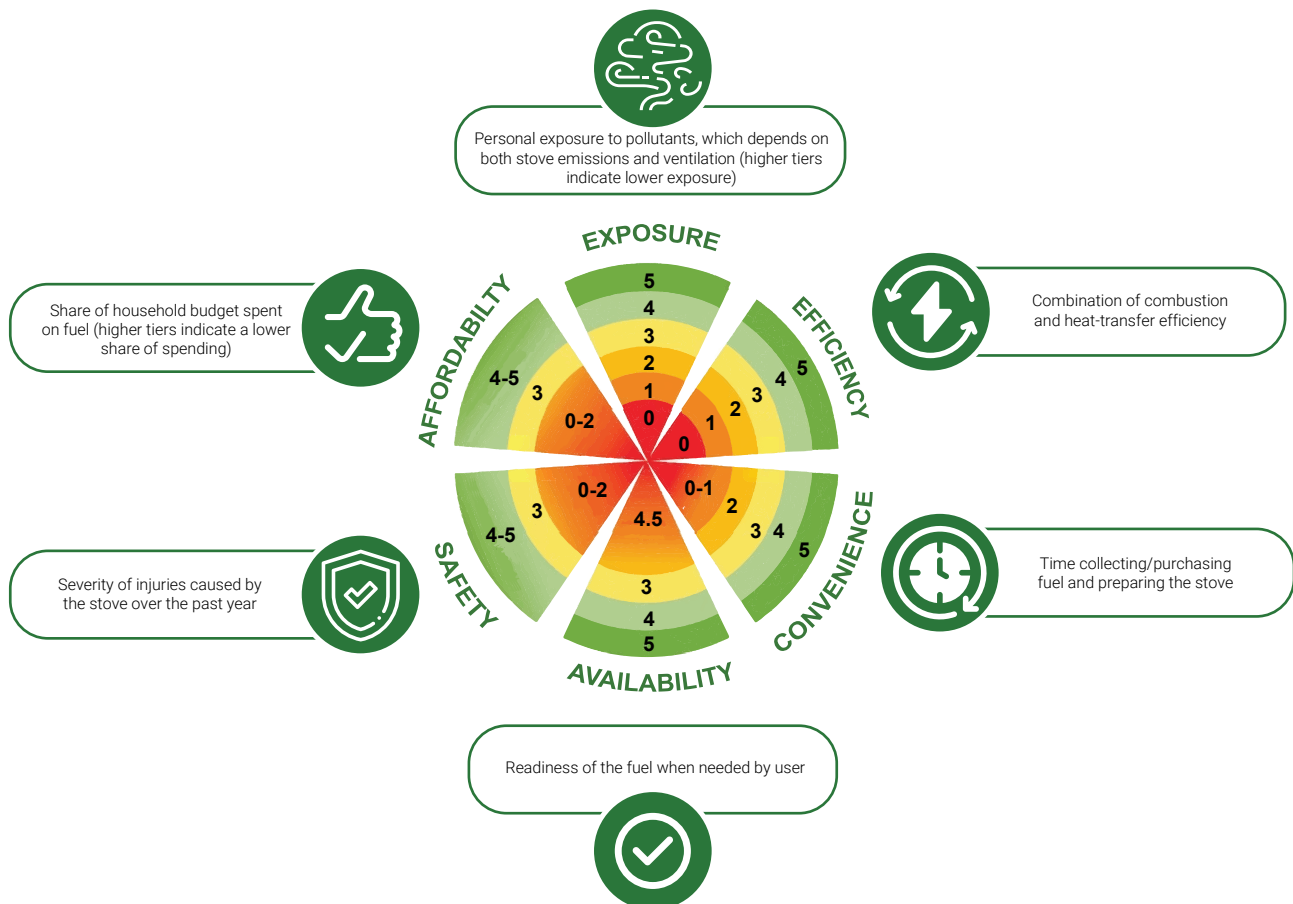 Personal exposure to pollutants, which depends on
both stove emissions and ventilation (higher tiers
indicate lower exposure)
EXPOSURE
5
4
3
2
1
0
Share of household budget spent
on fuel (higher tiers indicate a lower
share of spending)
AFFORDABILTY
4-5
3
0-2
EFFICIENCY
5
4
3
2
1
0
Combination of combustion
and heat-transfer efficiency
Severity of injuries caused by
the stove over the past year
SAFETY
4-5
3
0-2
AVAILABILITY
4.5
3
4
5
CONVENIENCE
0-1
2
3
4
5
Time collecting/purchasing
fuel and preparing the stove
Readiness of the fuel when needed by user